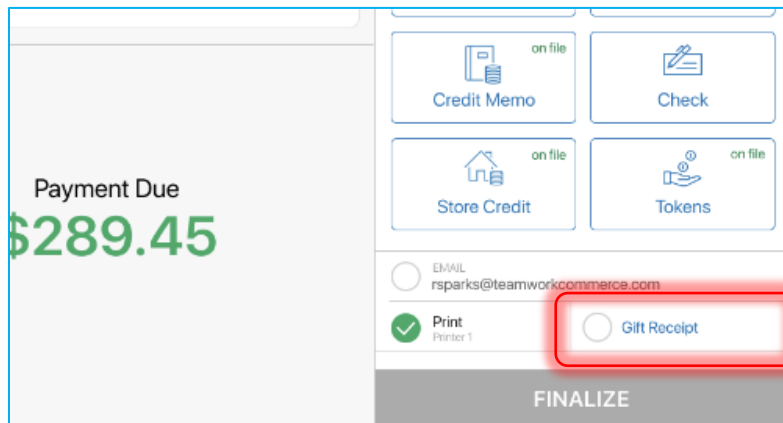 Payment Due
$289.45
on file
Credit Memo
Check
on file
Store Credit
on file
Tokens
EMAIL
rsparks@teamworkcommerce.com
Print
Printer 1
Gift Receipt
FINALIZE